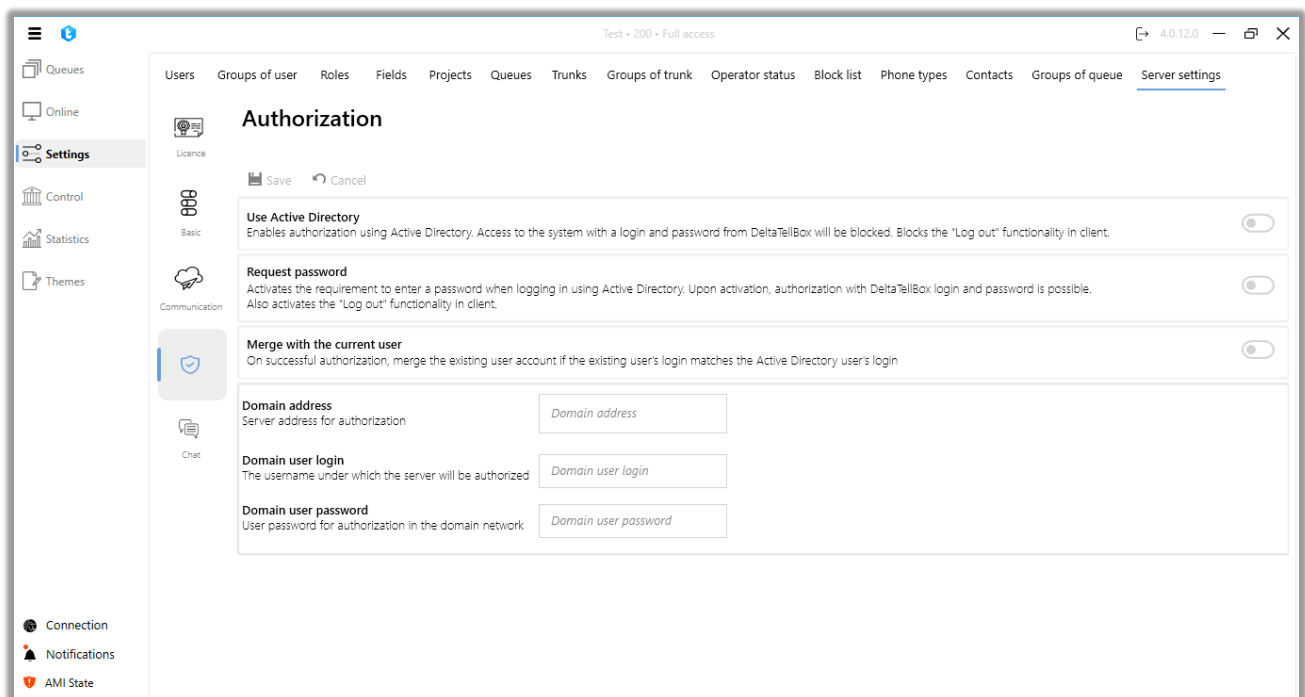 Test • 200 • Full access
4.0.12.0
Queues
Online
Settings
Control
Statistics
Themes
Users Groups of user Roles Fields Projects Queues Trunks Groups of trunk Operator status Block list Phone types Contacts Groups of queue Server settings
Licence
Basic
Communication
Chat
Authorization
Save Cancel
Use Active Directory
Enables authorization using Active Directory. Access to the system with a login and password from DeltaTellBox will be blocked. Blocks the "Log out" functionality in client.
Request password
Activates the requirement to enter a password when logging in using Active Directory. Upon activation, authorization with DeltaTellBox login and password is possible.
Also activates the "Log out" functionality in client.
Merge with the current user
On successful authorization, merge the existing user account if the existing user's login matches the Active Directory user's login
Domain address
Server address for authorization
Domain address
Domain user login
The username under which the server will be authorized
Domain user login
Domain user password
User password for authorization in the domain network
Domain user password
Connection
Notifications
AMI State